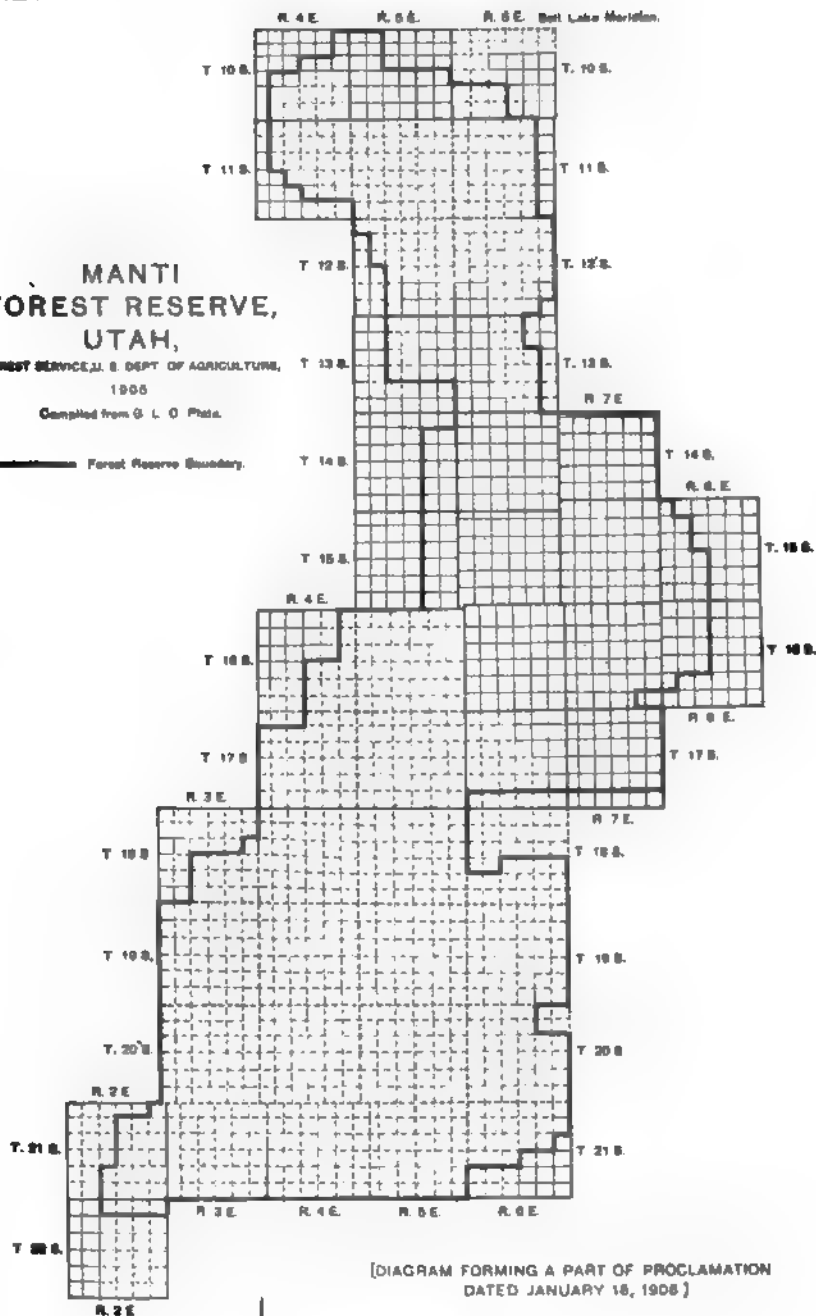 R. 4 E. R. 5 E. R. 6 E. Salt Lake Meridian.
T 10 S. T. 10 S.
T 11 S. T. 11 S.
T 12 S. T. 12 S.
MANTI
FOREST RESERVE,
UTAH,
FOREST SERVICE, U. S. DEPT OF AGRICULTURE,
Compiled from G. L. O. Plats.
Forest Reserve Boundary.
T 13 S. T. 13 S.
R 7 E
T 14 S. T 14 S.
R. 8. E
T 15 S. T. 15 S.
R. 4 E.
T 16 S. T 16 S.
R 8 E.
T 17 S T 17 S.
R. 3 E R 7 E.
T 18 S T 18 S.
T 19 S. T 19 S.
T. 20 S. T 20 S
R. 2 E
T. 21 S. T 21 S.
R 3 E. R. 4 E. R. 5 E. R. 6 E.
T 22 S.
R. 2 E
[DIAGRAM FORMING A PART OF PROCLAMATION
DATED JANUARY 18, 1906]